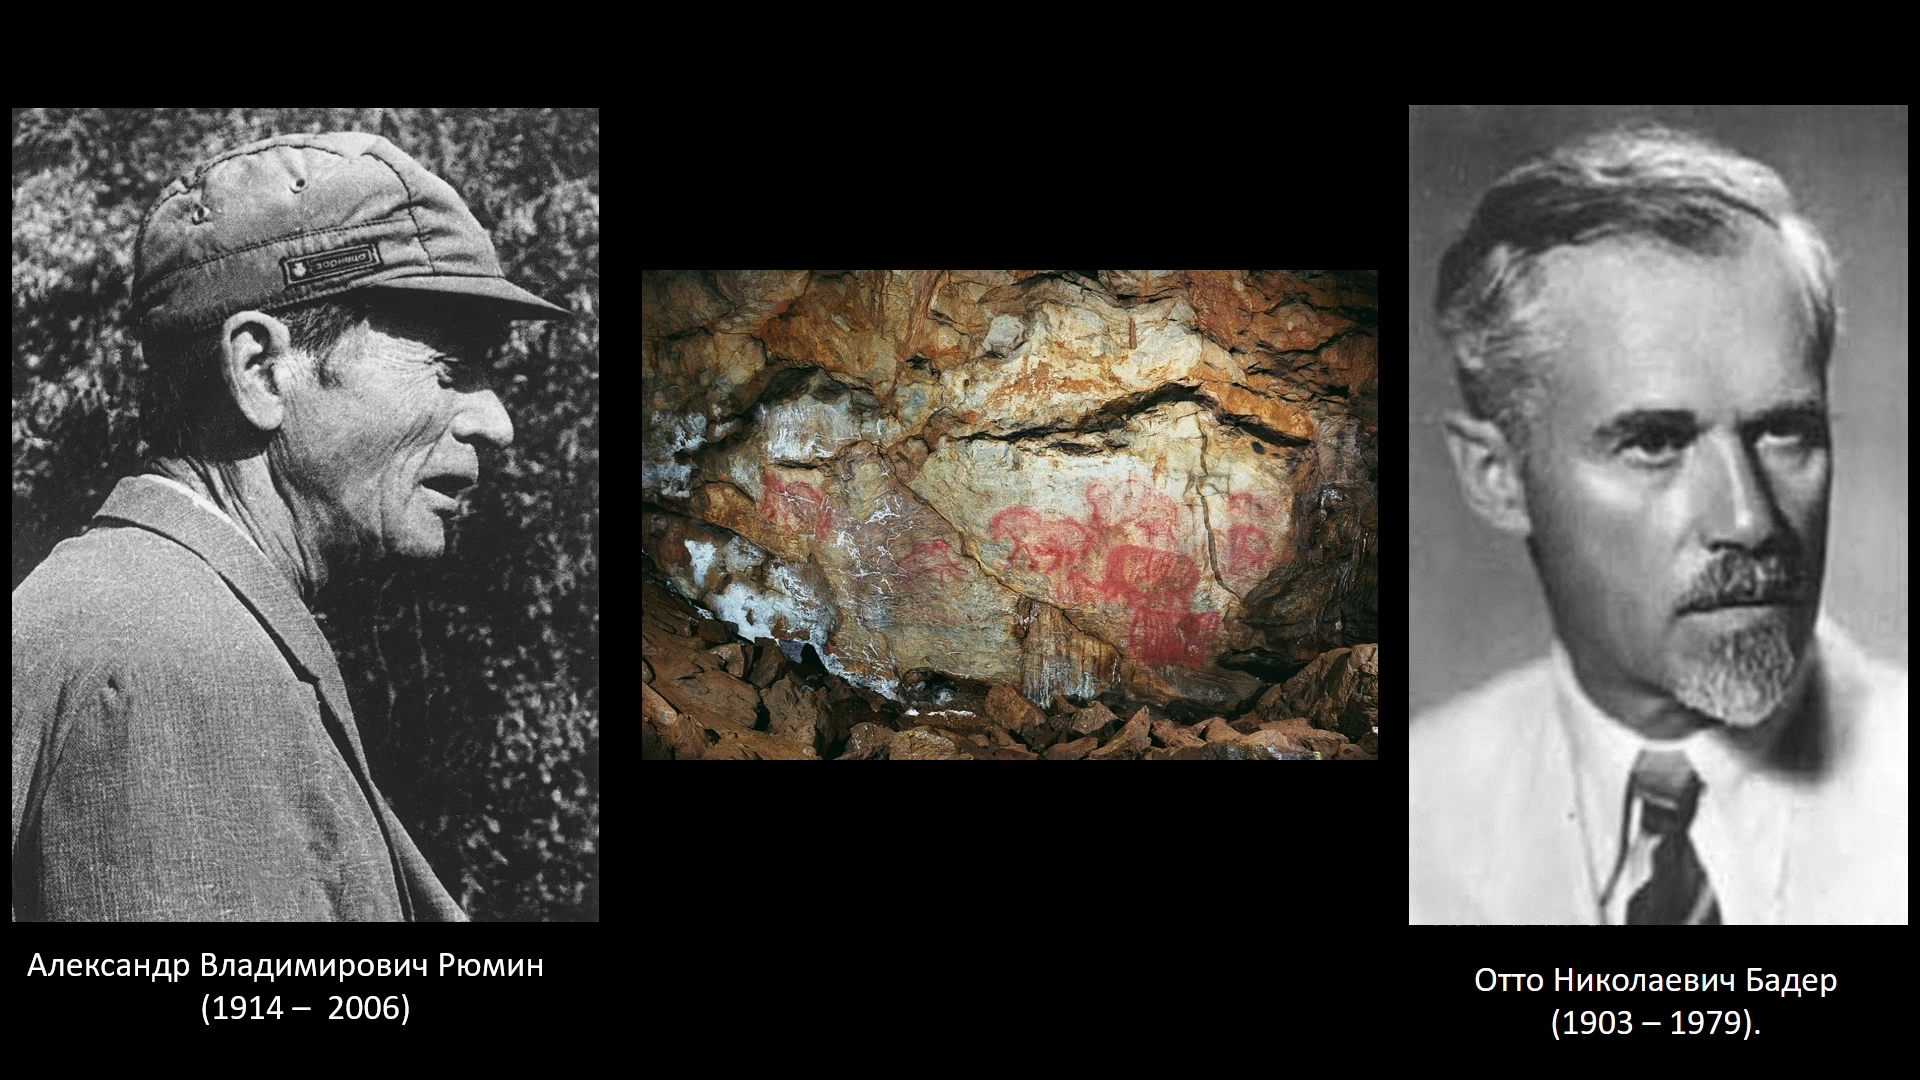 Александр Владимирович Рюмин
(1914 –  2006)
Отто Николаевич Бадер
(1903 – 1979).